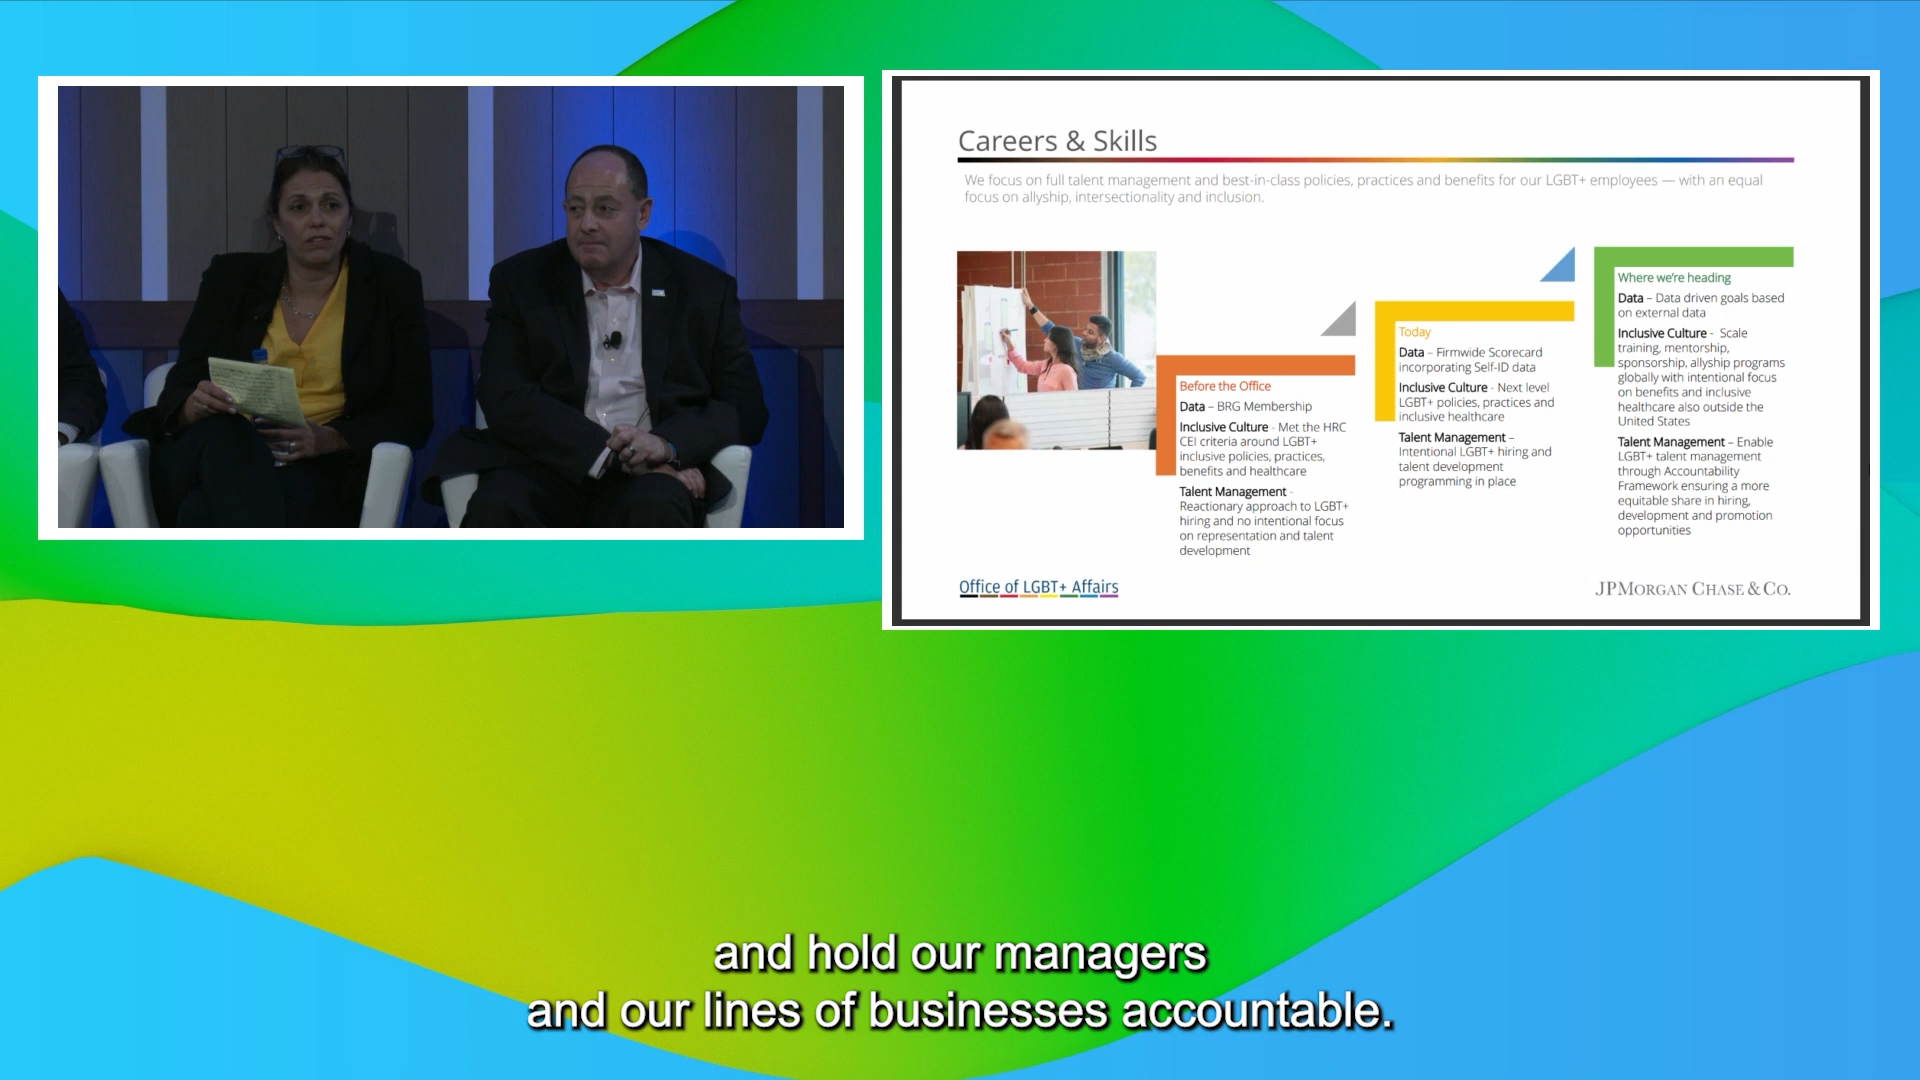 Careers & Skills
We focus on full talent management and best-in-class policies, practices and benefits for our LGBT+ employees — with an equal
focus on allyship, intersectionality and inclusion.
Before the Office
Data – BRG Membership
Inclusive Culture - Met the HRC
CEI criteria around LGBT+
inclusive policies, practices,
benefits and healthcare
Talent Management -
Reactionary approach to LGBT+
hiring and no intentional focus
on representation and talent
development
Today
Data – Firmwide Scorecard
incorporating Self-ID data
Inclusive Culture - Next level
LGBT+ policies, practices and
inclusive healthcare
Talent Management –
Intentional LGBT+ hiring and
talent development
programming in place
Where we're heading
Data – Data driven goals based
on external data
Inclusive Culture - Scale
training, mentorship,
sponsorship, allyship programs
globally with intentional focus
on benefits and inclusive
healthcare also outside the
United States
Talent Management – Enable
LGBT+ talent management
through Accountability
Framework ensuring a more
equitable share in hiring,
development and promotion
opportunities
Office of LGBT+ Affairs
JPMORGAN CHASE & CO.
and hold our managers
and our lines of businesses accountable.